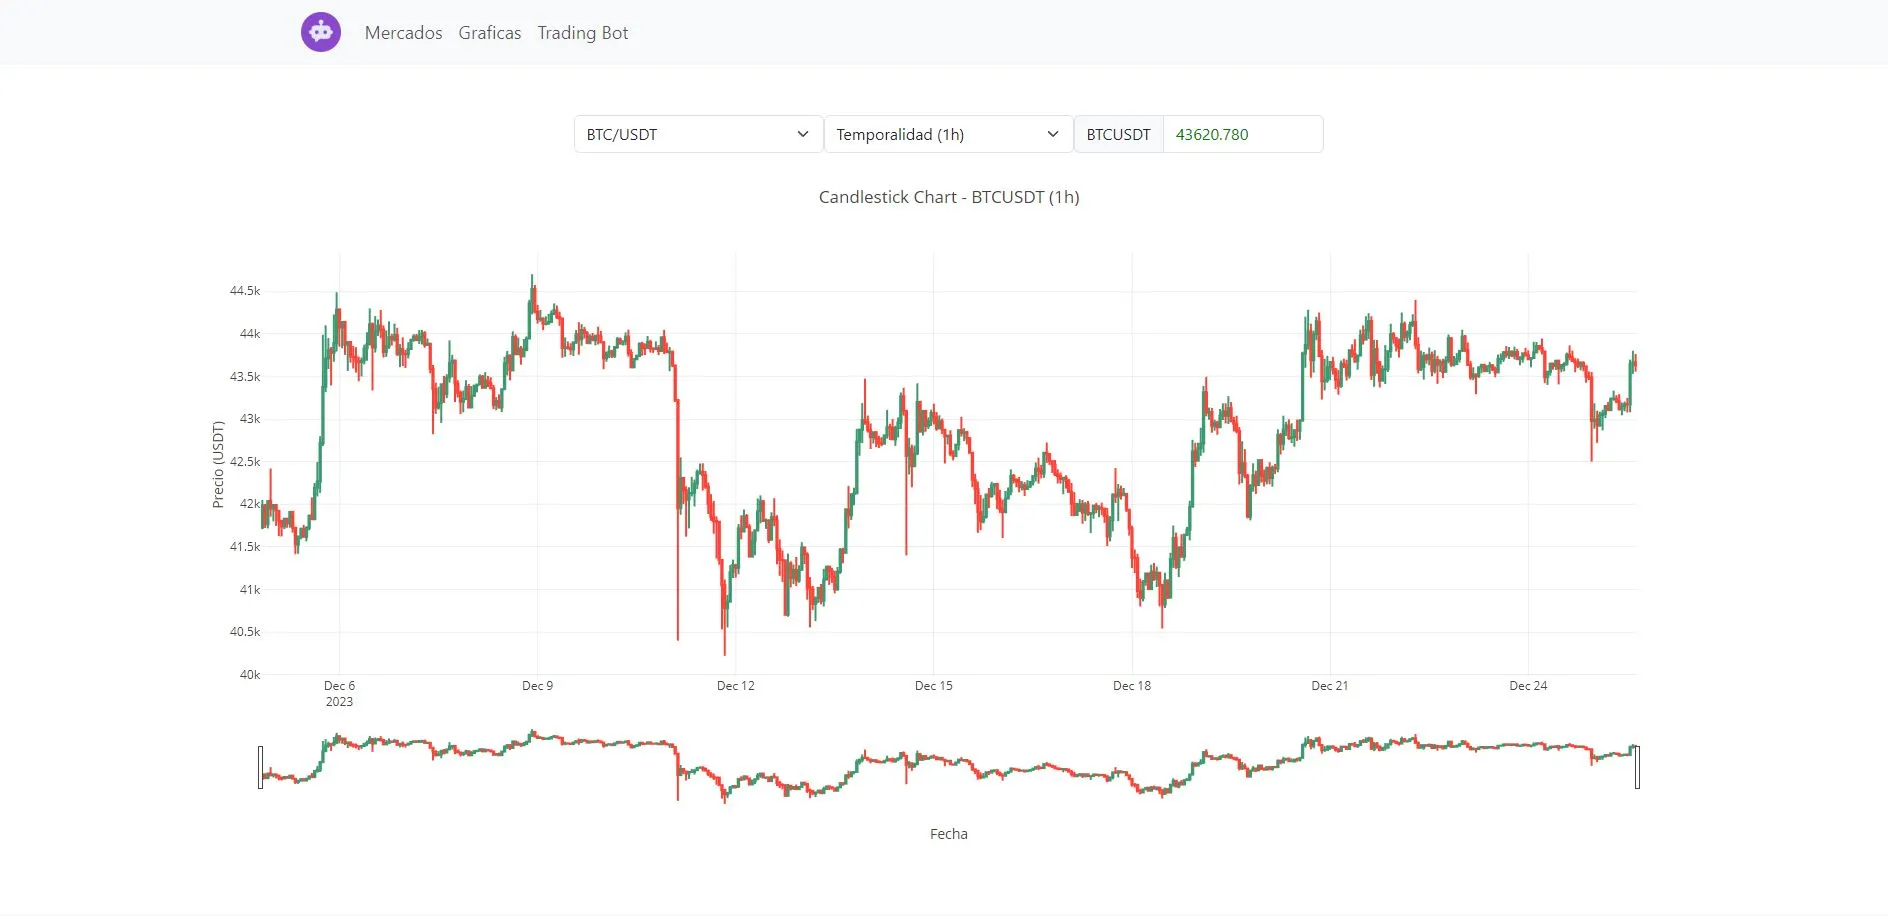 Mercados Graficas Trading Bot
BTC/USDT Temporalidad (1h) BTCUSDT 43620.780
Candlestick Chart - BTCUSDT (1h)
Precio (USDT)
44.5k
44k
43.5k
43k
42.5k
42k
41.5k
41k
40.5k
40k
Dec 6 Dec 9 Dec 12 Dec 15 Dec 18 Dec 21 Dec 24
2023
Fecha